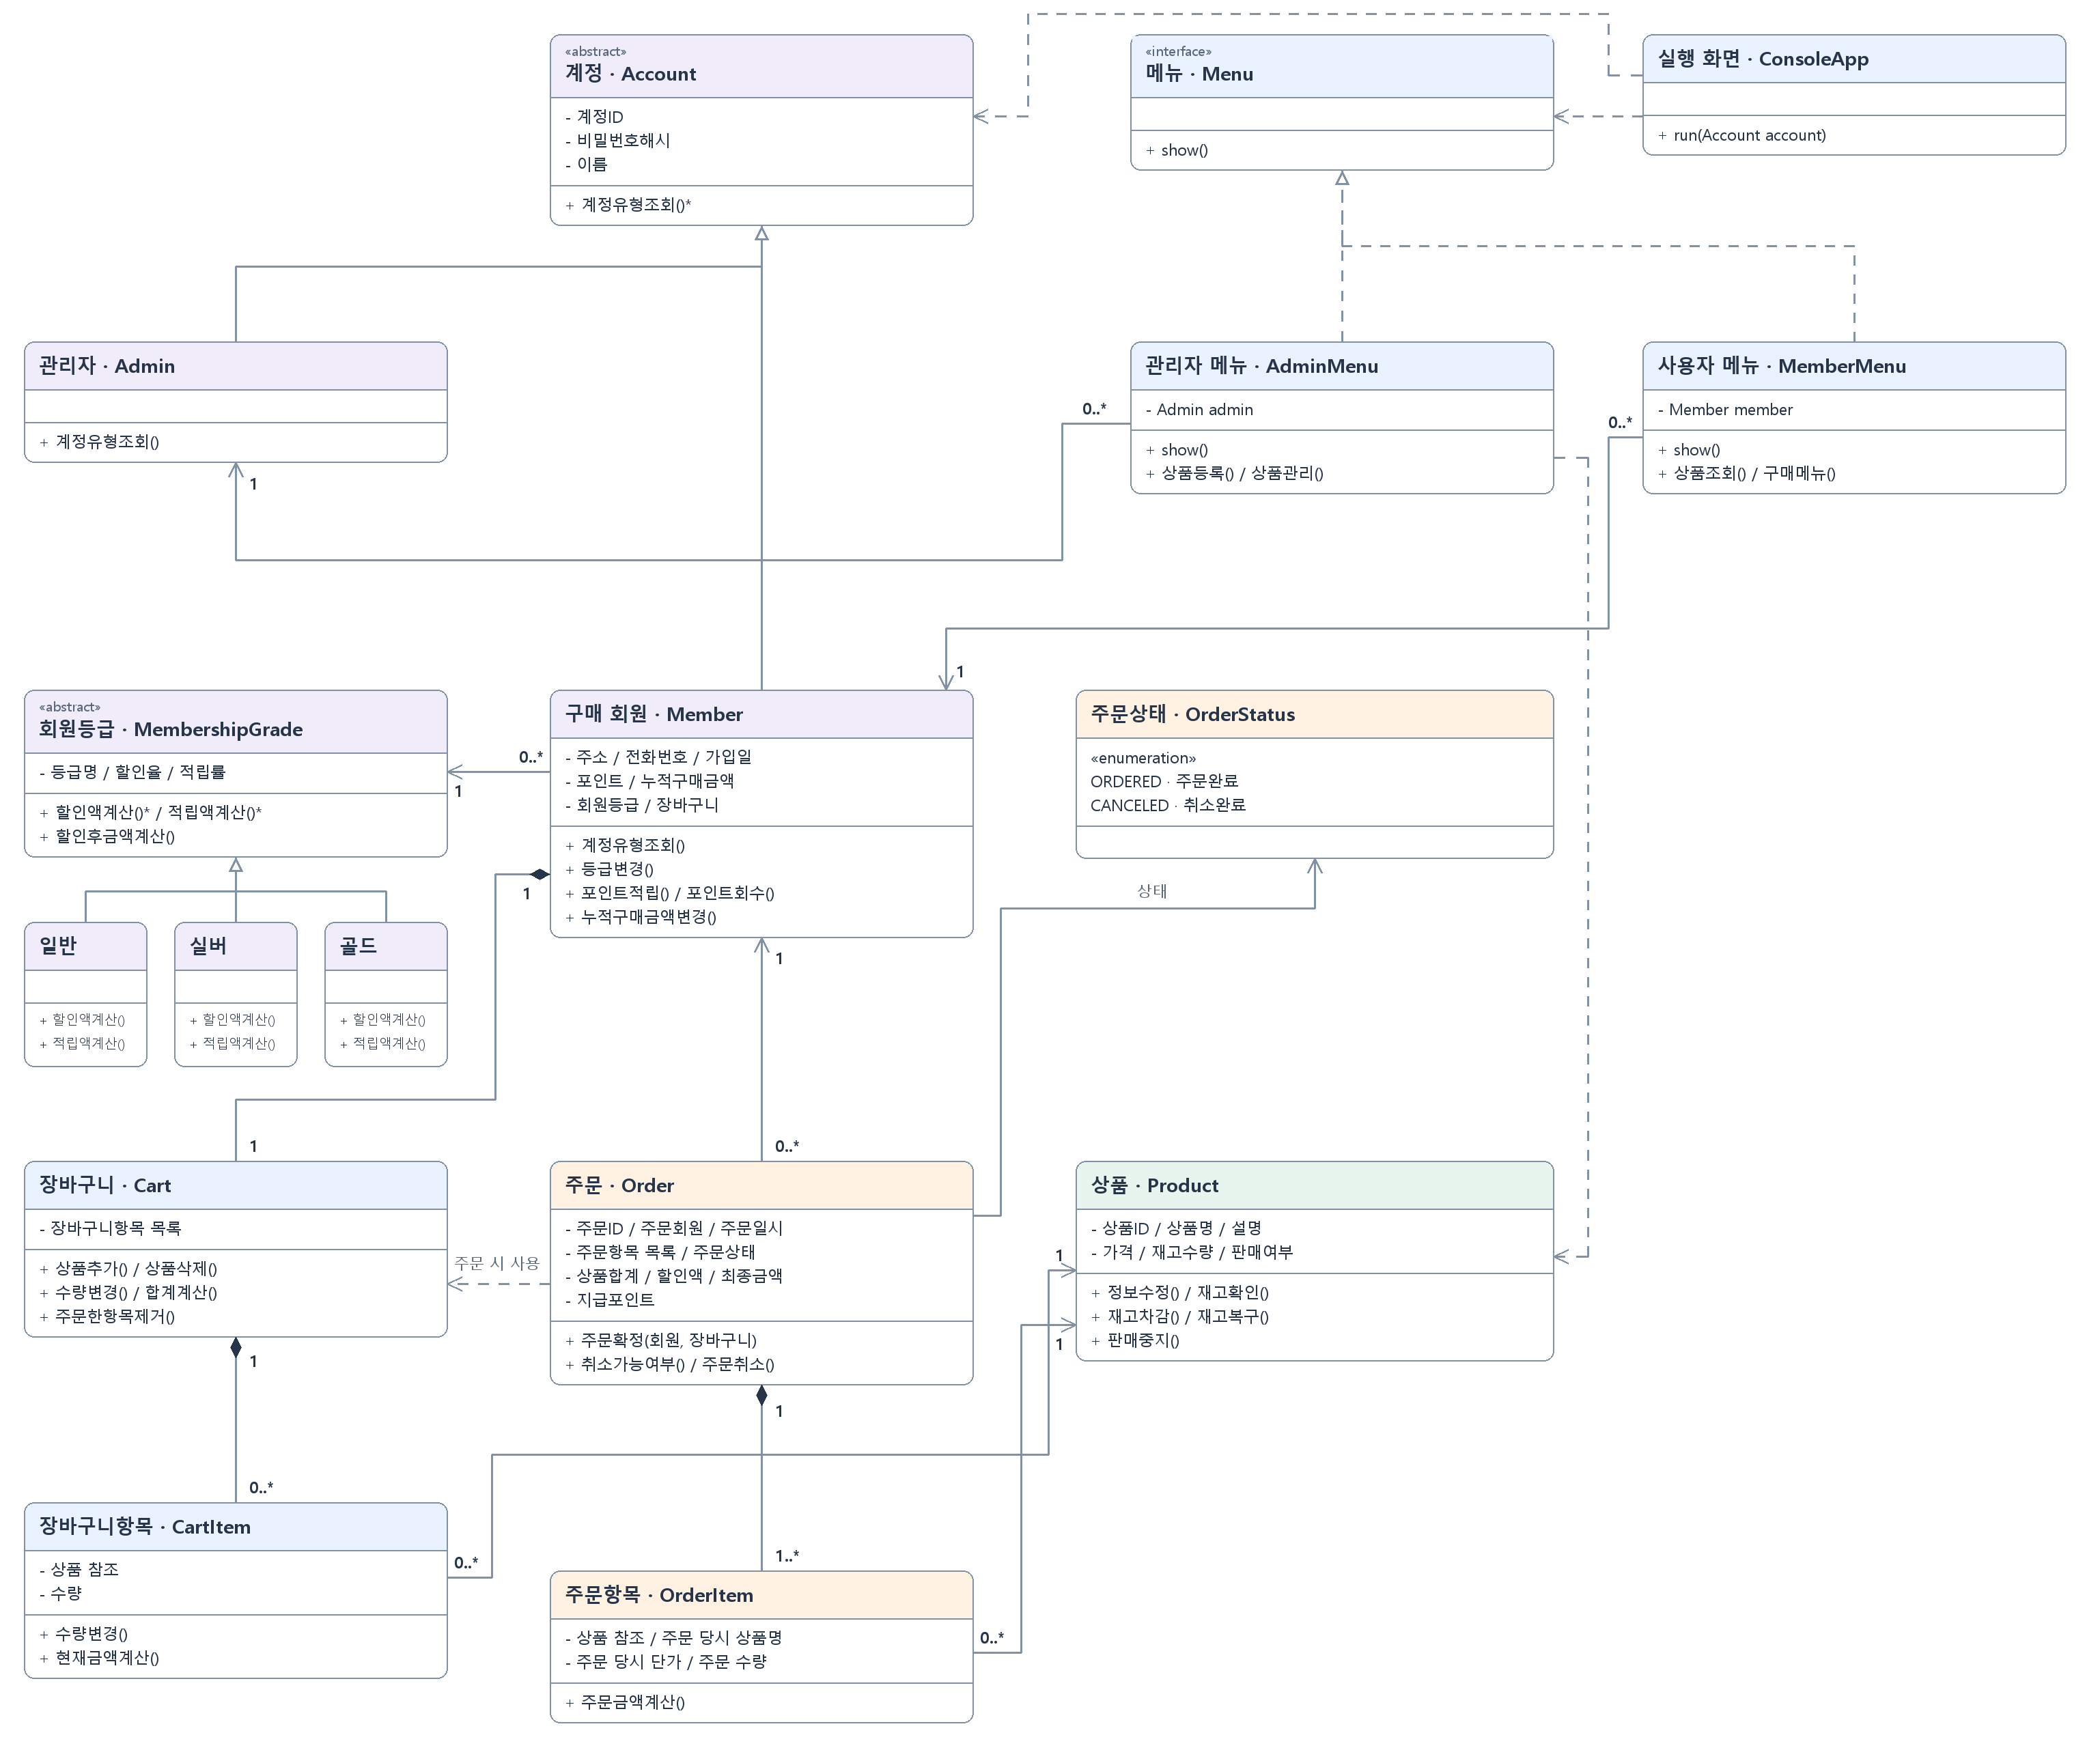 «abstract»
계정 · Account
- 계정ID
- 비밀번호해시
- 이름
+ 계정유형조회()*
«interface»
메뉴 · Menu
+ show()
실행 화면 · ConsoleApp
+ run(Account account)
관리자 · Admin
+ 계정유형조회()
1
관리자 메뉴 · AdminMenu
- Admin admin
+ show()
+ 상품등록() / 상품관리()
0..*
사용자 메뉴 · MemberMenu
- Member member
+ show()
+ 상품조회() / 구매메뉴()
0..*
1
«abstract»
회원등급 · MembershipGrade
- 등급명 / 할인율 / 적립률
+ 할인액계산()* / 적립액계산()*
+ 할인후금액계산()
0..*
1
구매 회원 · Member
- 주소 / 전화번호 / 가입일
- 포인트 / 누적구매금액
- 회원등급 / 장바구니
+ 계정유형조회()
+ 등급변경()
+ 포인트적립() / 포인트회수()
+ 누적구매금액변경()
1
1
주문상태 · OrderStatus
«enumeration»
ORDERED · 주문완료
CANCELED · 취소완료
상태
일반
+ 할인액계산()
+ 적립액계산()
실버
+ 할인액계산()
+ 적립액계산()
골드
+ 할인액계산()
+ 적립액계산()
1
0..*
장바구니 · Cart
- 장바구니항목 목록
+ 상품추가() / 상품삭제()
+ 수량변경() / 합계계산()
+ 주문한항목제거()
1
주문 시 사용
주문 · Order
- 주문ID / 주문회원 / 주문일시
- 주문항목 목록 / 주문상태
- 상품합계 / 할인액 / 최종금액
- 지급포인트
+ 주문확정(회원, 장바구니)
+ 취소가능여부() / 주문취소()
1
상품 · Product
- 상품ID / 상품명 / 설명
- 가격 / 재고수량 / 판매여부
+ 정보수정() / 재고확인()
+ 재고차감() / 재고복구()
+ 판매중지()
1
1
0..*
장바구니항목 · CartItem
- 상품 참조
- 수량
+ 수량변경()
+ 현재금액계산()
0..*
1..*
주문항목 · OrderItem
- 상품 참조 / 주문 당시 상품명
- 주문 당시 단가 / 주문 수량
+ 주문금액계산()
0..*